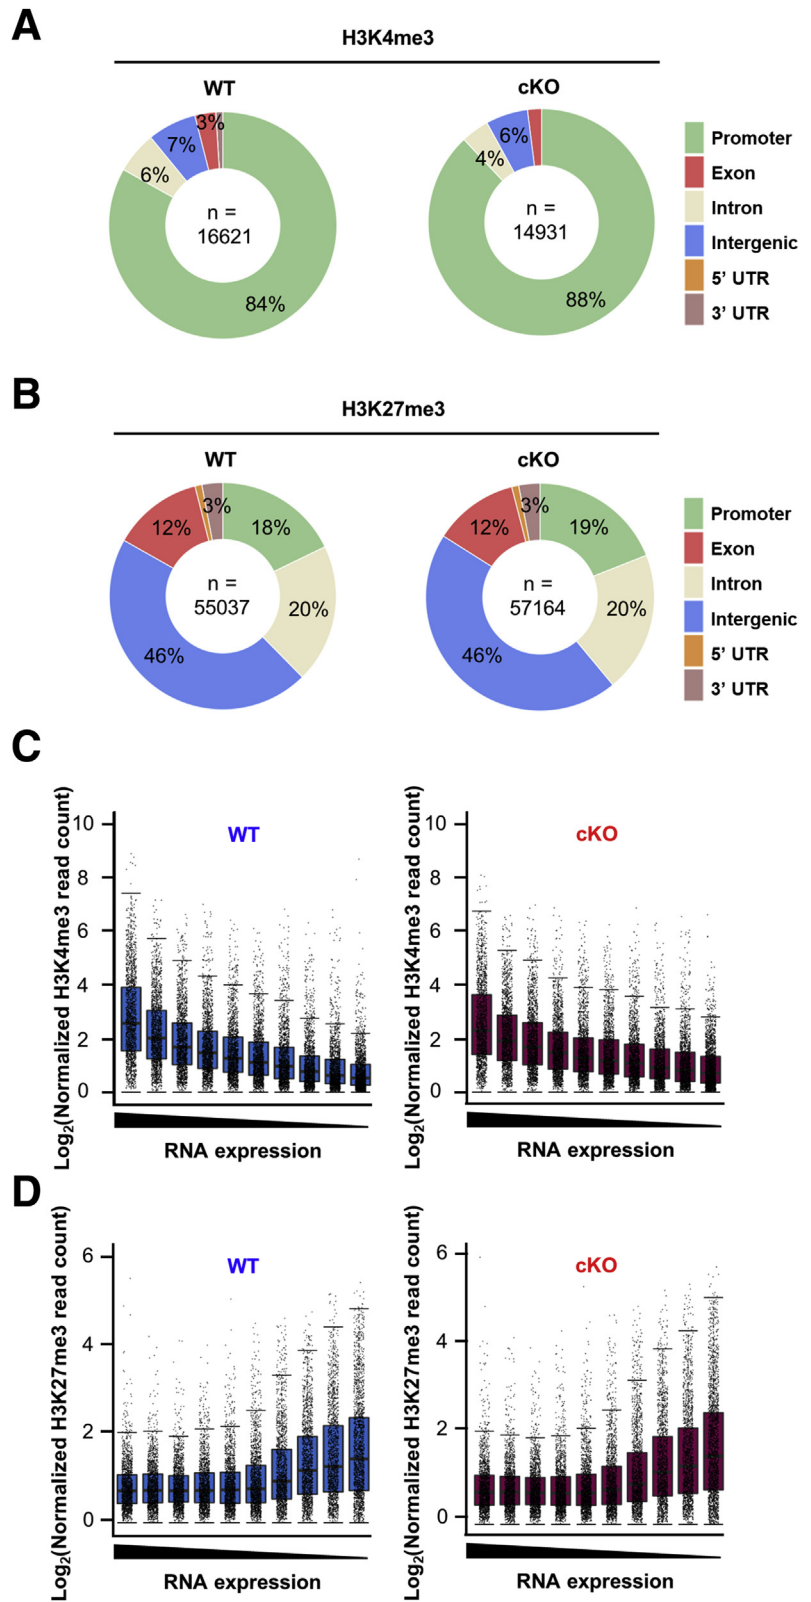 A
H3K4me3
WT
cKO
3%
7%
6%
n =
16621
84%
6%
4%
n =
14931
88%
Promoter
Exon
Intron
Intergenic
5’ UTR
3’ UTR
B
H3K27me3
WT
cKO
3%
12%
18%
n =
55037
20%
46%
3%
12%
19%
n =
57164
20%
46%
Promoter
Exon
Intron
Intergenic
5’ UTR
3’ UTR
C
Log2(Normalized H3K4me3 read count)
10
8
6
4
2
0
WT
RNA expression
Log2(Normalized H3K4me3 read count)
10
8
6
4
2
0
cKO
RNA expression
D
Log2(Normalized H3K27me3 read count)
6
4
2
0
WT
RNA expression
Log2(Normalized H3K27me3 read count)
6
4
2
0
cKO
RNA expression